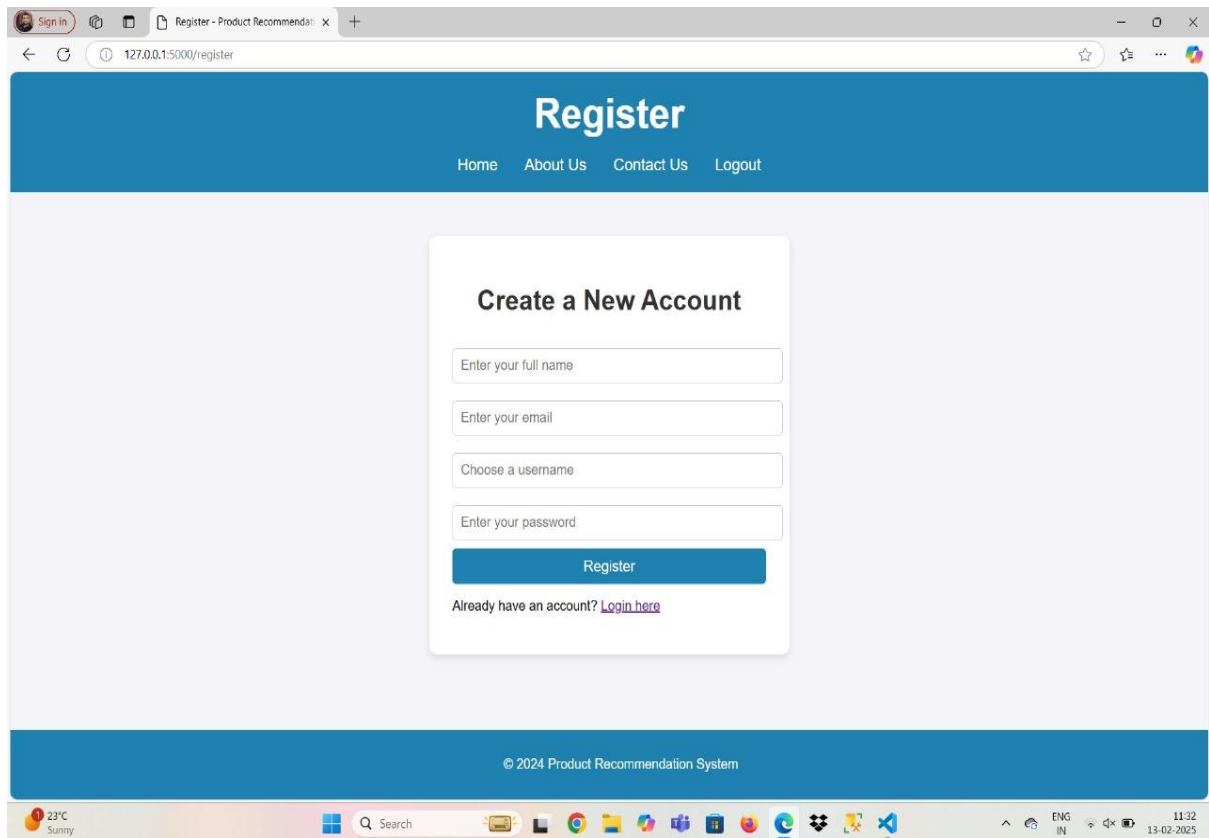 Sign in
Register - Product Recommendat
127.0.0.1:5000/register
Register
Home About Us Contact Us Logout
Create a New Account
Enter your full name
Enter your email
Choose a username
Enter your password
Register
Already have an account? Login here
© 2024 Product Recommendation System
1
23°C
Sunny
Search
ENG
IN
11:32
13-02-2025